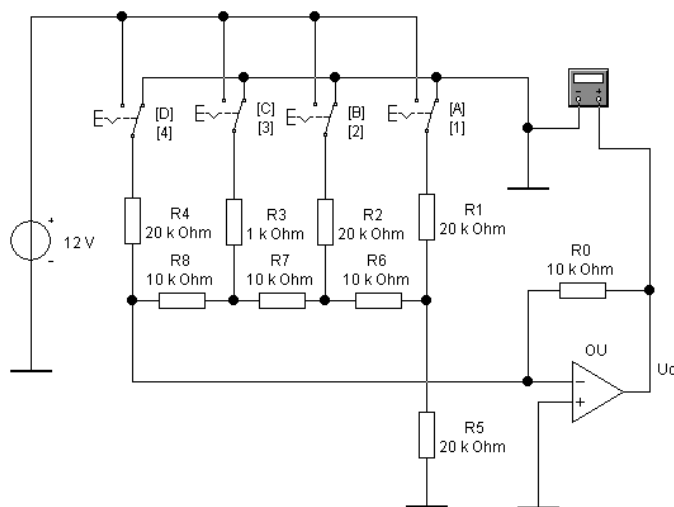 [D]
[4]
[C]
[3]
[B]
[2]
[A]
[1]
+
12 V
-
R4
20 k Ohm
R3
1 k Ohm
R2
20 k Ohm
R1
20 k Ohm
R8
10 k Ohm
R7
10 k Ohm
R6
10 k Ohm
R0
10 k Ohm
OU
R5
20 k Ohm